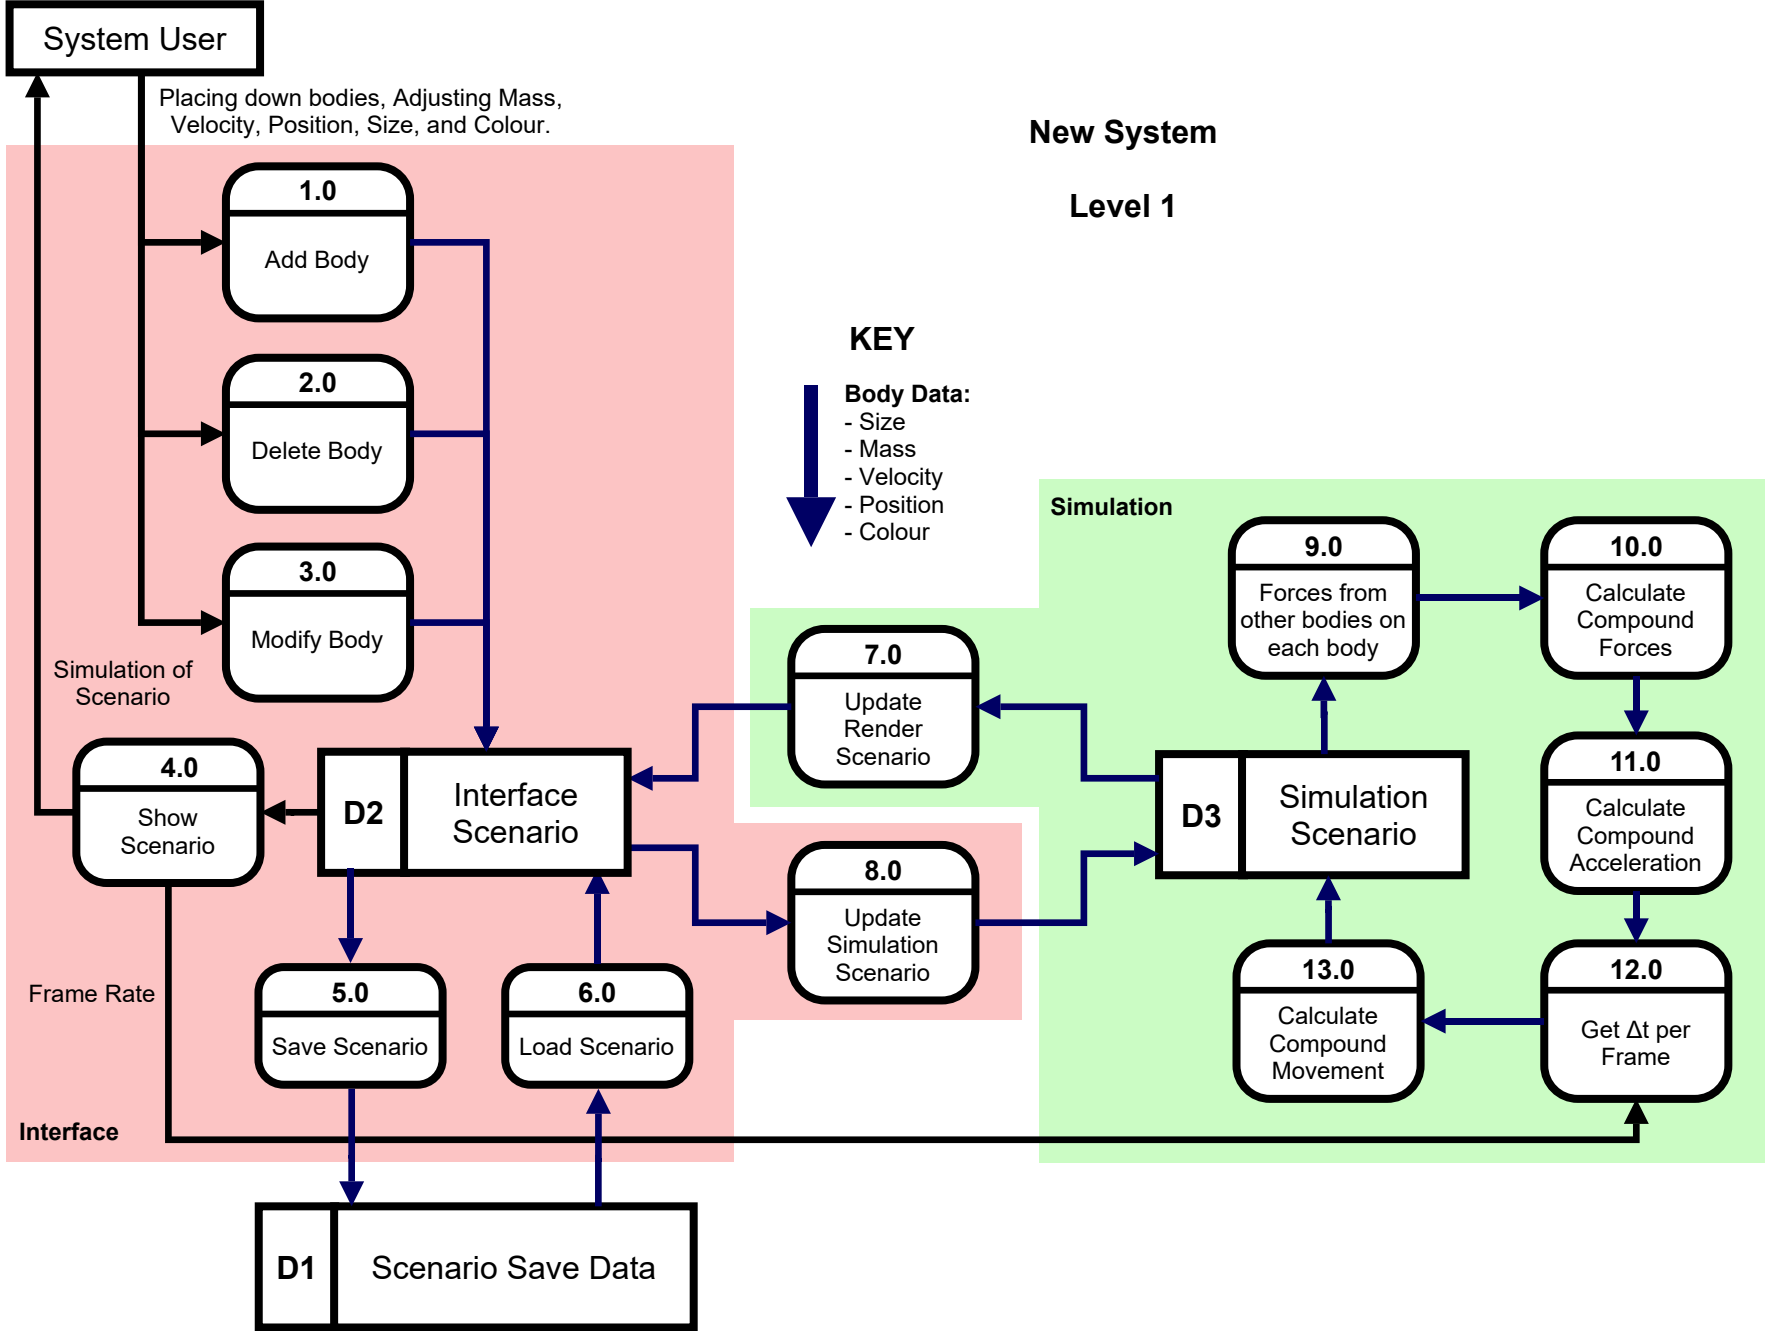 System User
Placing down bodies, Adjusting Mass,
Velocity, Position, Size, and Colour.
New System
Level 1
1.0
Add Body
2.0
Delete Body
3.0
Modify Body
KEY
Body Data:
- Size
- Mass
- Velocity
- Position
- Colour
Simulation of
Scenario
4.0
Show
Scenario
D2
Interface
Scenario
5.0
Save Scenario
6.0
Load Scenario
Frame Rate
Interface
D1
Scenario Save Data
7.0
Update
Render
Scenario
8.0
Update
Simulation
Scenario
Simulation
D3
Simulation
Scenario
9.0
Forces from
other bodies on
each body
10.0
Calculate
Compound
Forces
11.0
Calculate
Compound
Acceleration
12.0
Get Δt per
Frame
13.0
Calculate
Compound
Movement